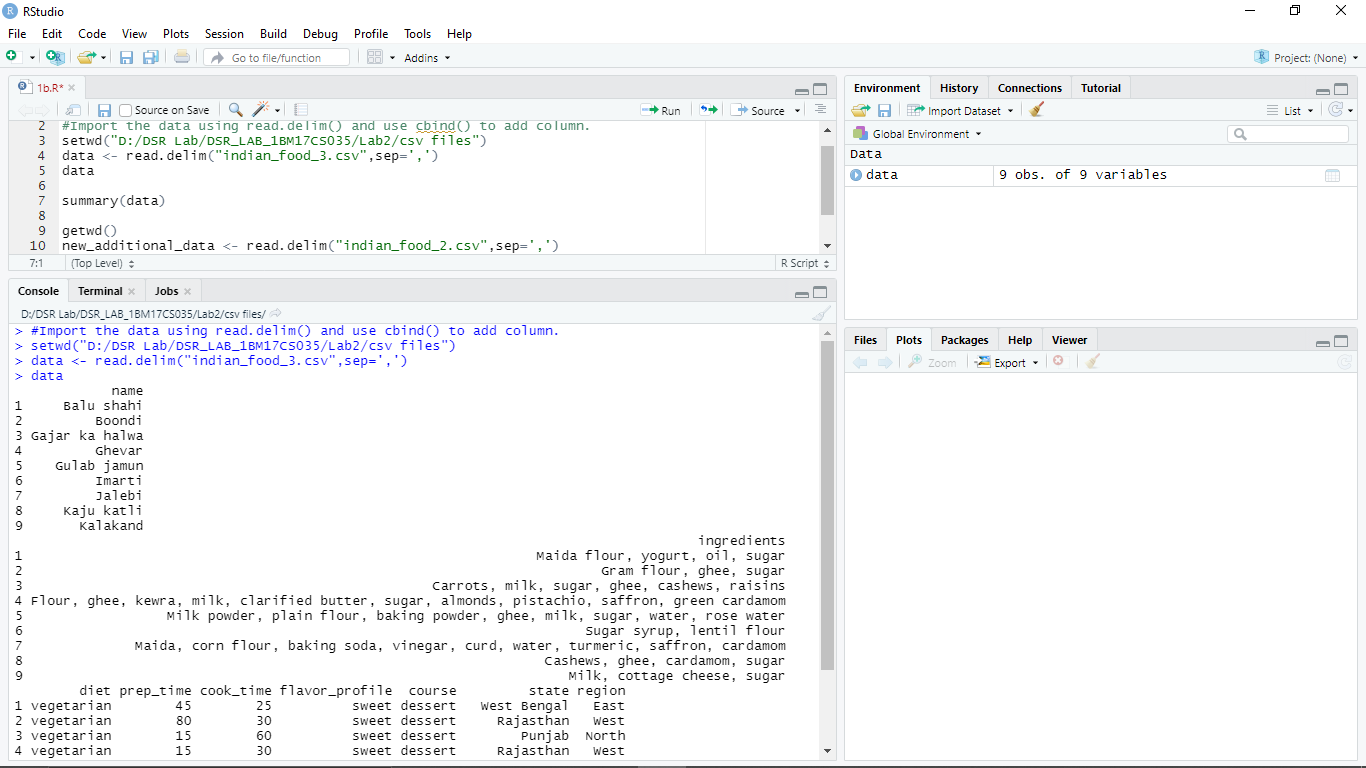 RStudio
File Edit Code View Plots Session Build Debug Profile Tools Help
Go to file/function Addins Project: (None)
1b.R*
Source on Save Run Source
2 #Import the data using read.delim() and use cbind() to add column.
3 setwd("D:/DSR Lab/DSR_LAB_1BM17CS035/Lab2/csv files")
4 data <- read.delim("indian_food_3.csv",sep=',')
5 data
6
7 summary(data)
8
9 getwd()
10 new_additional_data <- read.delim("indian_food_2.csv",sep=',')
7:1 (Top Level) R Script
Console Terminal Jobs
D:/DSR Lab/DSR_LAB_1BM17CS035/Lab2/csv files/
> #Import the data using read.delim() and use cbind() to add column.
> setwd("D:/DSR Lab/DSR_LAB_1BM17CS035/Lab2/csv files")
> data <- read.delim("indian_food_3.csv",sep=',')
> data
name
1 Balu shahi
2 Boondi
3 Gajar ka halwa
4 Ghevar
5 Gulab jamun
6 Imarti
7 Jalebi
8 Kaju katli
9 Kalakand
ingredients
1 Maida flour, yogurt, oil, sugar
2 Gram flour, ghee, sugar
3 Carrots, milk, sugar, ghee, cashews, raisins
4 Flour, ghee, kewra, milk, clarified butter, sugar, almonds, pistachio, saffron, green cardamom
5 Milk powder, plain flour, baking powder, ghee, milk, sugar, water, rose water
6 Sugar syrup, lentil flour
7 Maida, corn flour, baking soda, vinegar, curd, water, turmeric, saffron, cardamom
8 Cashews, ghee, cardamom, sugar
9 Milk, cottage cheese, sugar
diet prep_time cook_time flavor_profile course state region
1 vegetarian 45 25 sweet dessert West Bengal East
2 vegetarian 80 30 sweet dessert Rajasthan West
3 vegetarian 15 60 sweet dessert Punjab North
4 vegetarian 15 30 sweet dessert Rajasthan West
Environment History Connections Tutorial
Import Dataset List
Global Environment
Data
data 9 obs. of 9 variables
Files Plots Packages Help Viewer
Zoom Export